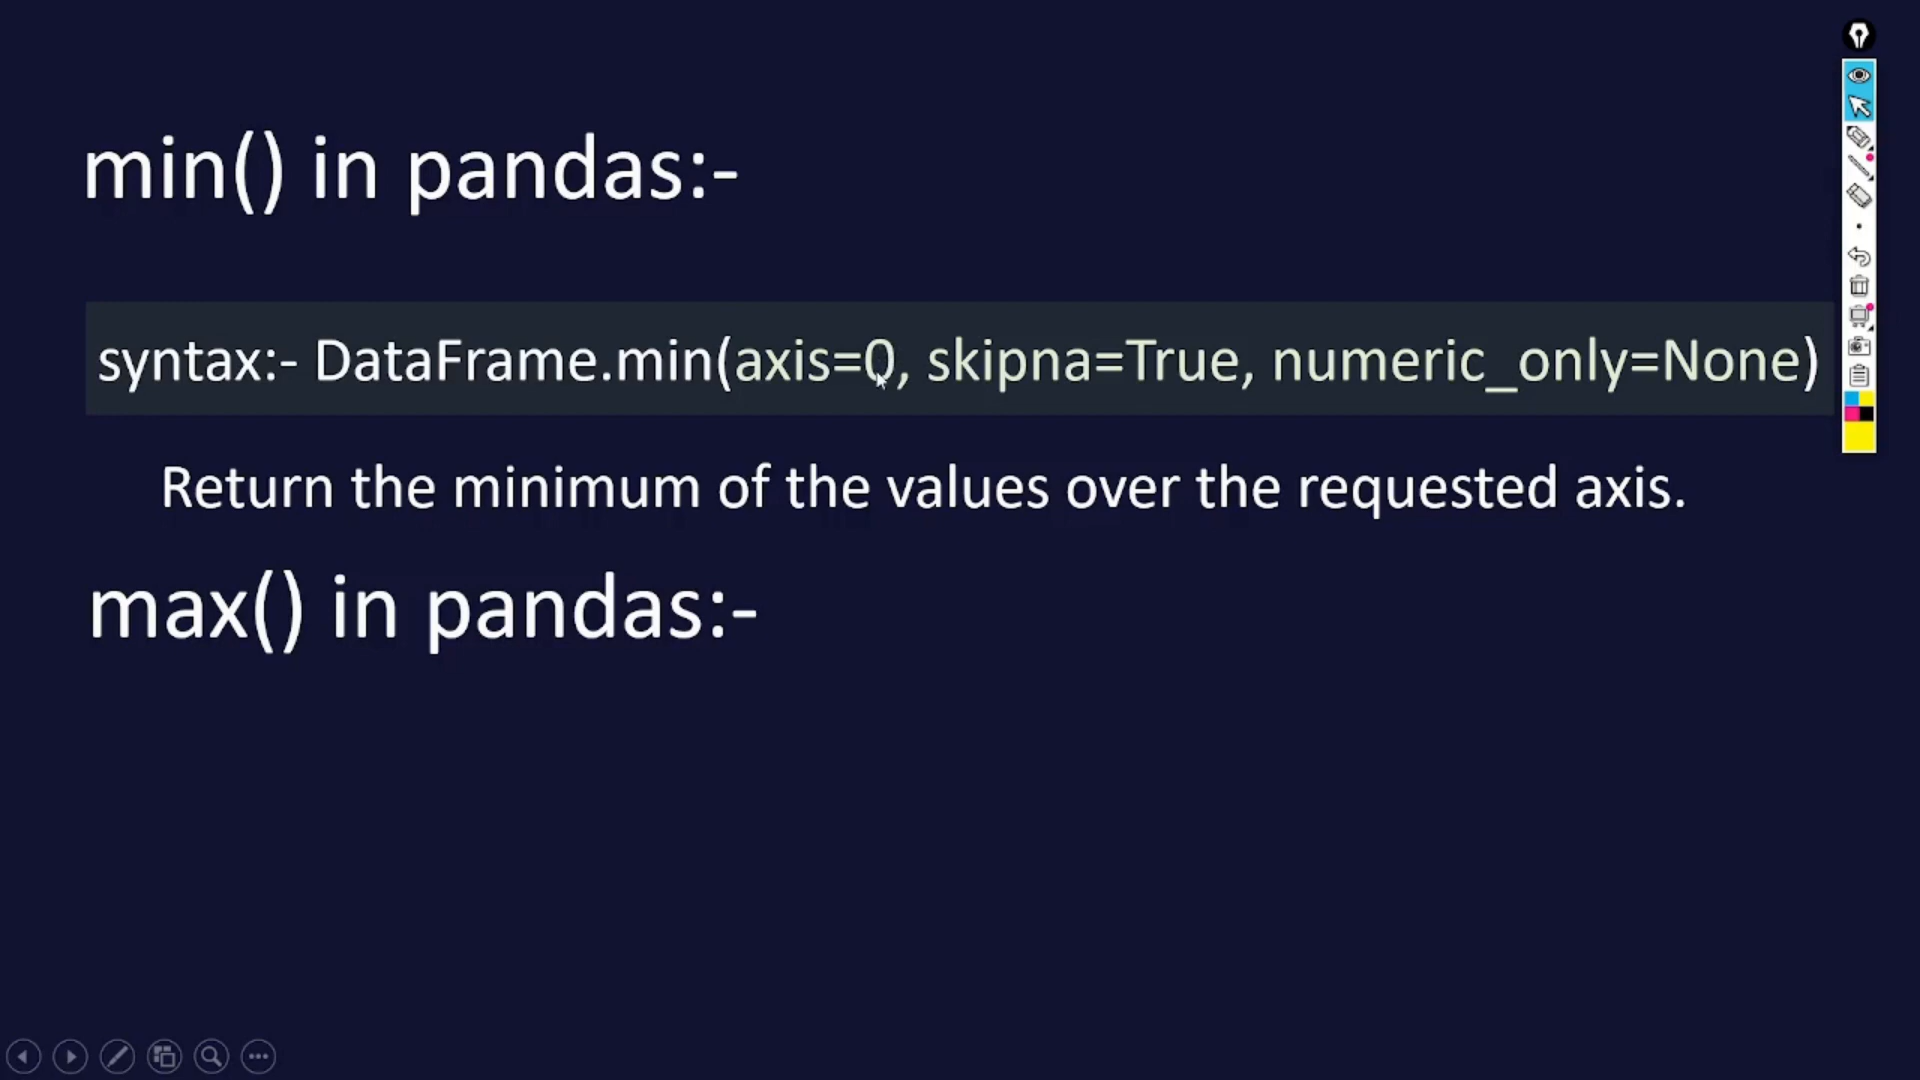 min() in pandas:-
syntax:- DataFrame.min(axis=0, skipna=True, numeric_only=None)
Return the minimum of the values over the requested axis.
max() in pandas:-